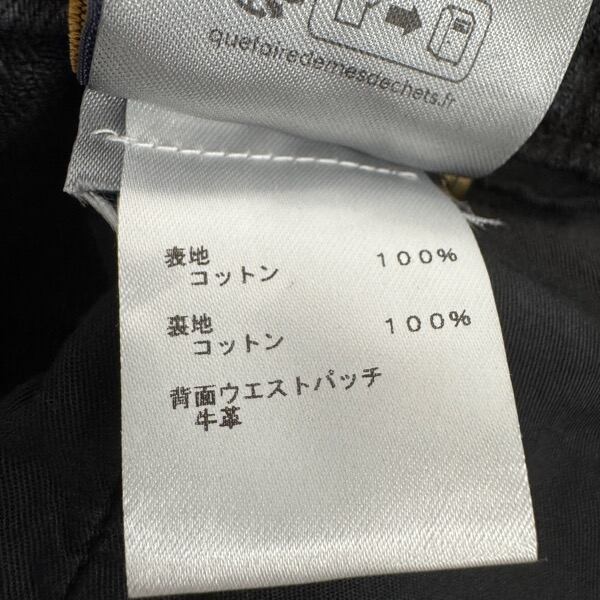 quefairedemesdechets.fr
表地 100%
コットン
裏地 100%
コットン
背面ウエストパッチ
牛革